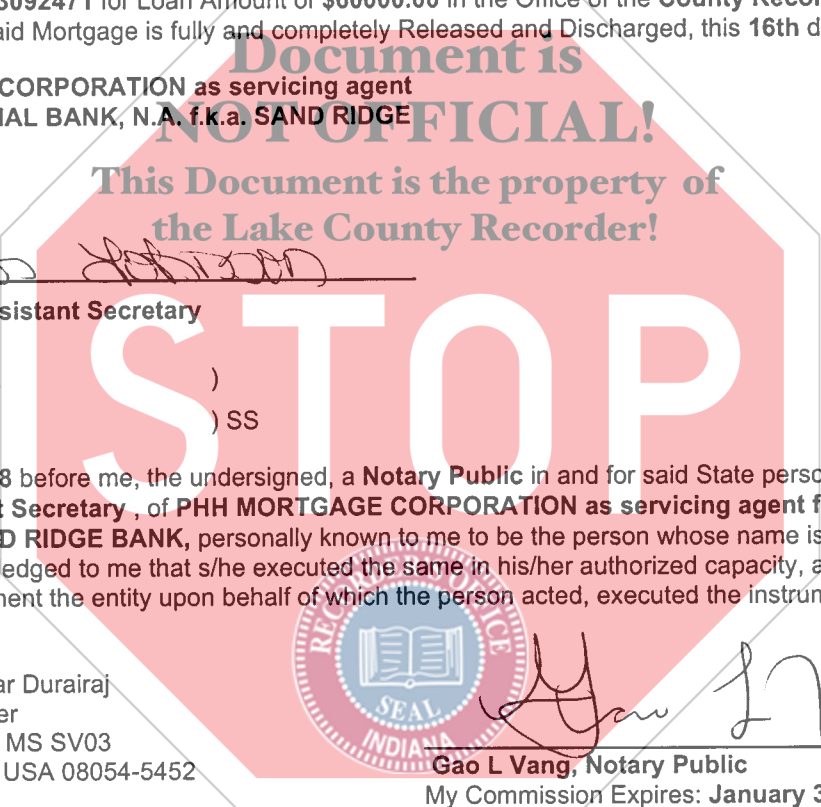 3092471 for Loan Amount of $60000.00 in the Office of the County Recor
aid Mortgage is fully and completely Released and Discharged, this 16th d
Document is
CORPORATION as servicing agent
IAL BANK, N.A. f.k.a. SAND RIDGE
NOT OFFICIAL!
This Document is the property of
the Lake County Recorder!
sistant Secretary
STOP
)
) SS
8 before me, the undersigned, a Notary Public in and for said State perso
t Secretary , of PHH MORTGAGE CORPORATION as servicing agent f
D RIDGE BANK, personally known to me to be the person whose name is
edged to me that s/he executed the same in his/her authorized capacity, a
ment the entity upon behalf of which the person acted, executed the instrun
RECORDER'S OFFICE
SEAL
INDIANA
ar Durairaj
er
MS SV03
USA 08054-5452
Gao L Vang, Notary Public
My Commission Expires: January 3